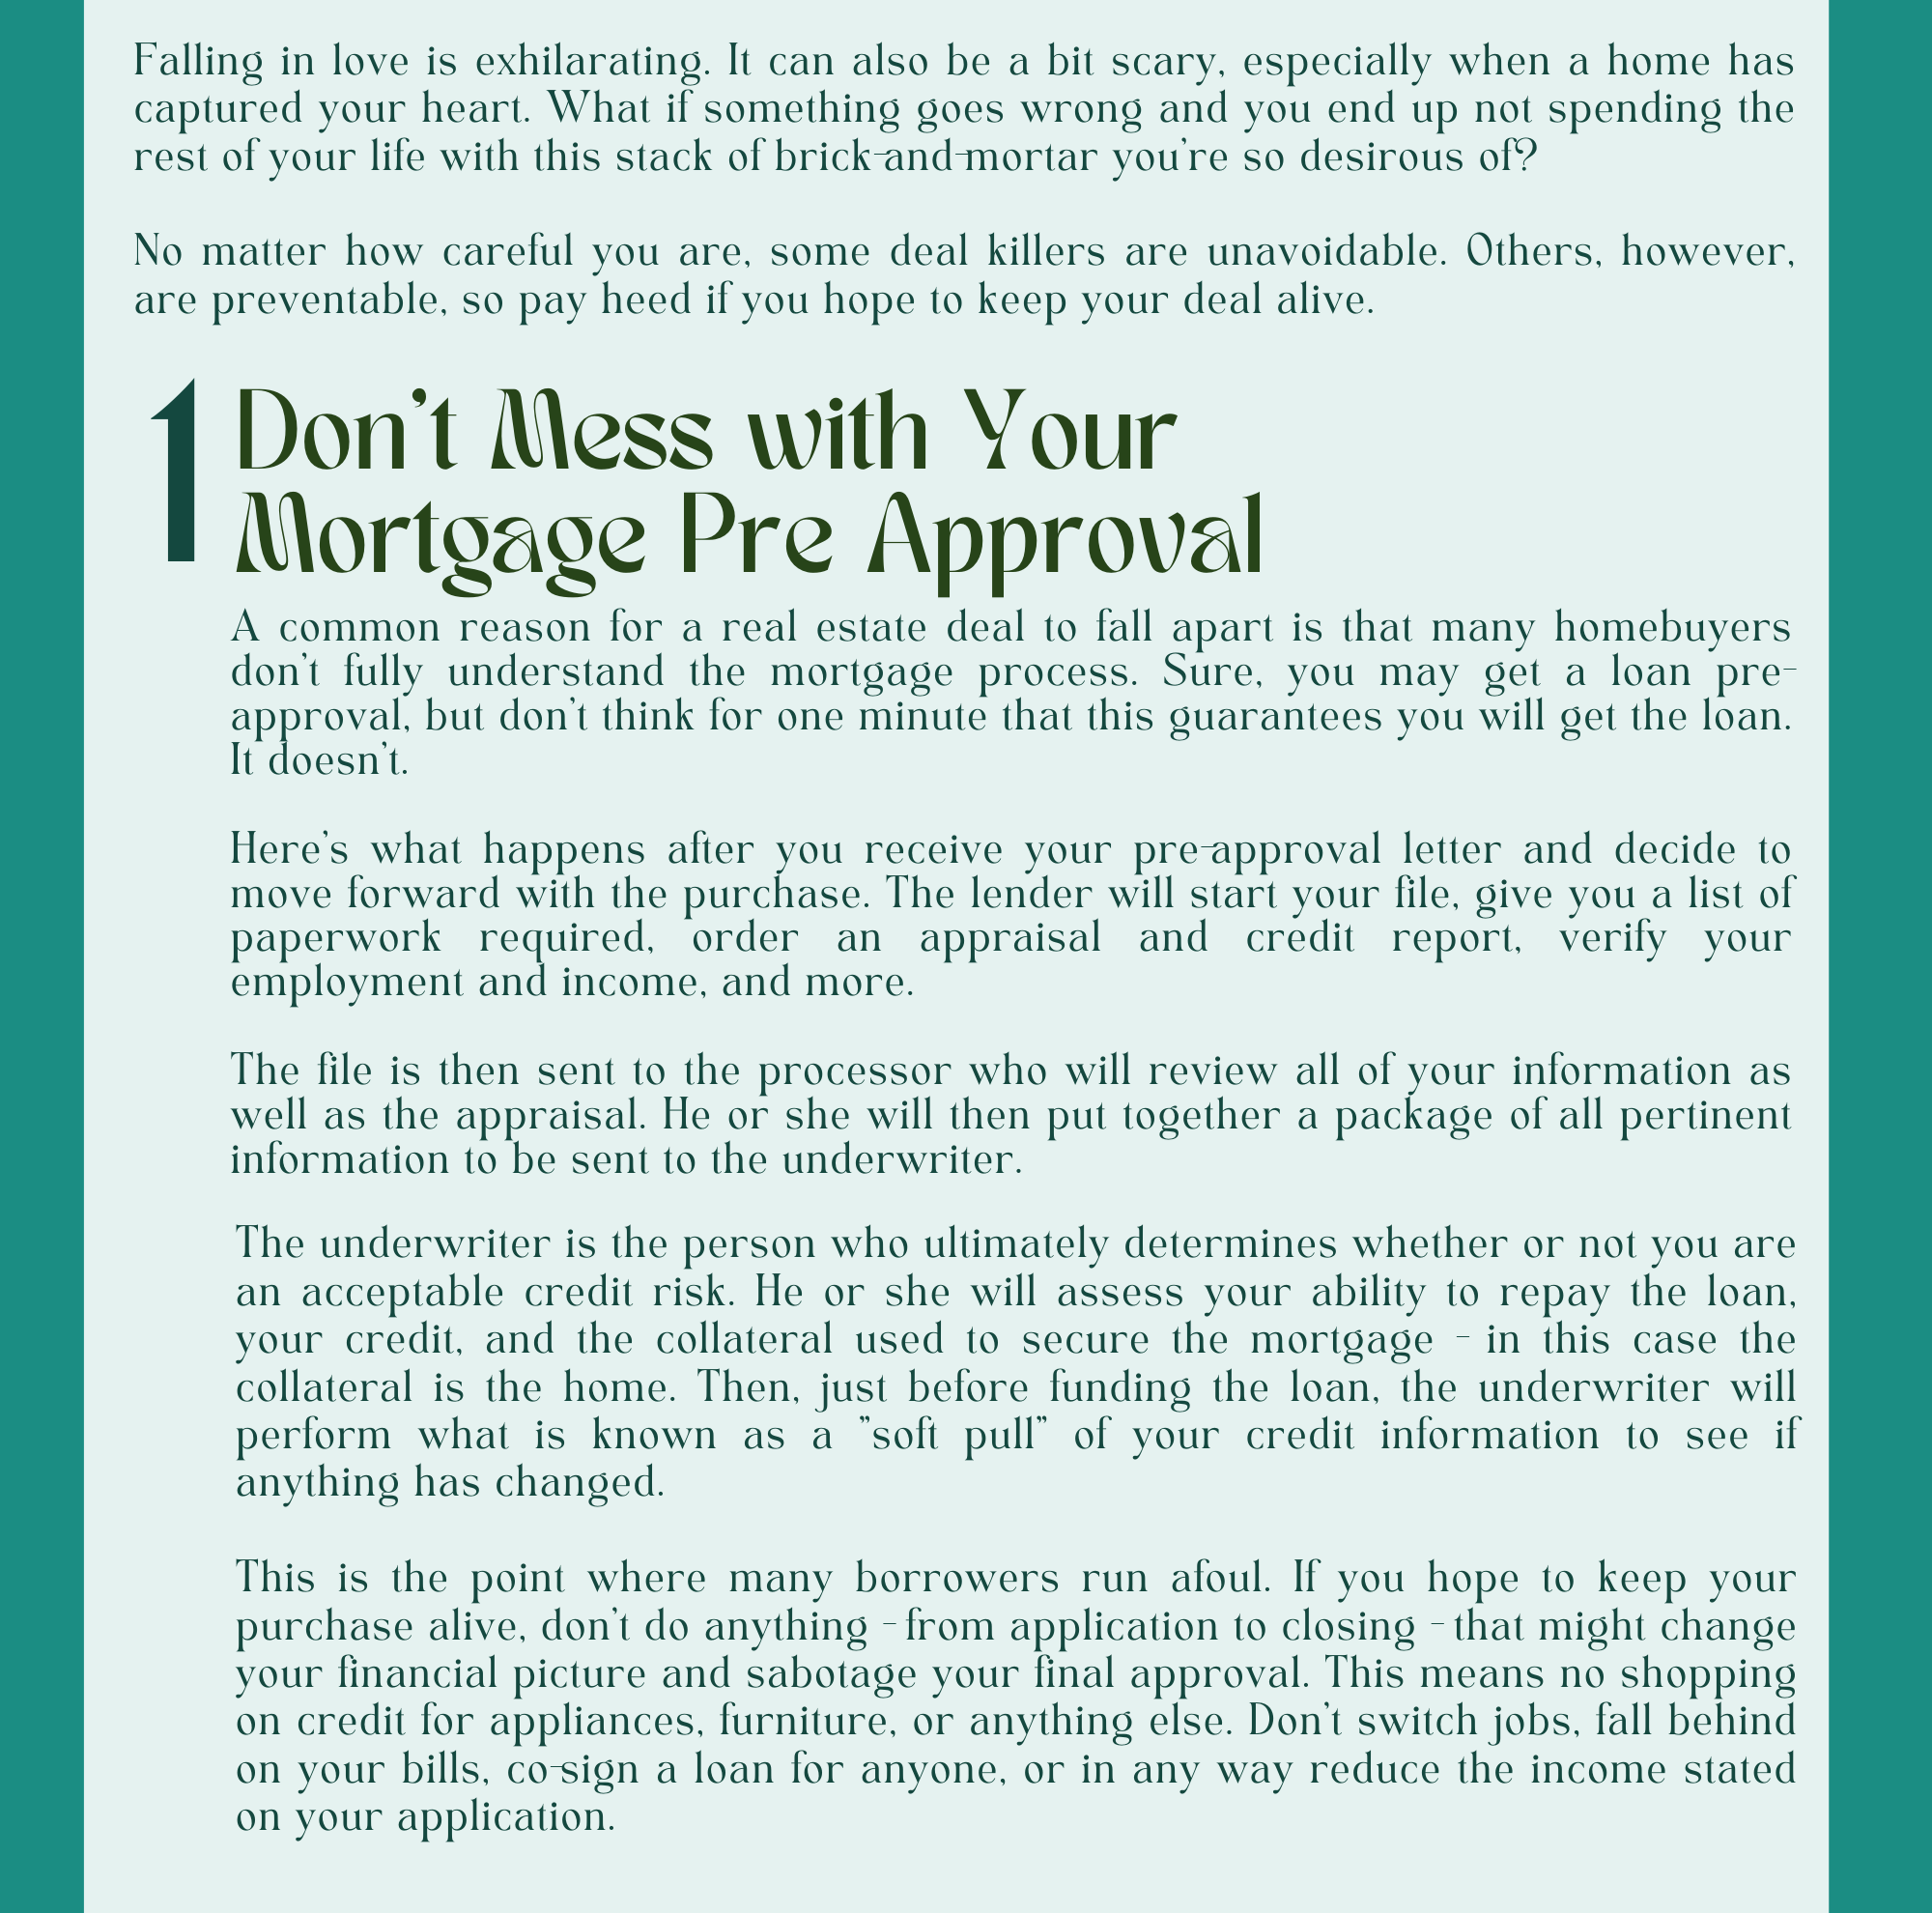 Falling in love is exhilarating. It can also be a bit scary, especially when a home has
captured your heart. What if something goes wrong and you end up not spending the
rest of your life with this stack of brick-and-mortar you're so desirous of?
No matter how careful you are, some deal killers are unavoidable. Others, however,
are preventable, so pay heed if you hope to keep your deal alive.
1 Don't Mess with Your
Mortgage Pre Approval
A common reason for a real estate deal to fall apart is that many homebuyers
don't fully understand the mortgage process. Sure, you may get a loan pre-
approval, but don't think for one minute that this guarantees you will get the loan.
It doesn't.
Here's what happens after you receive your pre-approval letter and decide to
move forward with the purchase. The lender will start your file, give you a list of
paperwork required, order an appraisal and credit report, verify your
employment and income, and more.
The file is then sent to the processor who will review all of your information as
well as the appraisal. He or she will then put together a package of all pertinent
information to be sent to the underwriter.
The underwriter is the person who ultimately determines whether or not you are
an acceptable credit risk. He or she will assess your ability to repay the loan,
your credit, and the collateral used to secure the mortgage - in this case the
collateral is the home. Then, just before funding the loan, the underwriter will
perform what is known as a "soft pull" of your credit information to see if
anything has changed.
This is the point where many borrowers run afoul. If you hope to keep your
purchase alive, don't do anything - from application to closing - that might change
your financial picture and sabotage your final approval. This means no shopping
on credit for appliances, furniture, or anything else. Don't switch jobs, fall behind
on your bills, co-sign a loan for anyone, or in any way reduce the income stated
on your application.